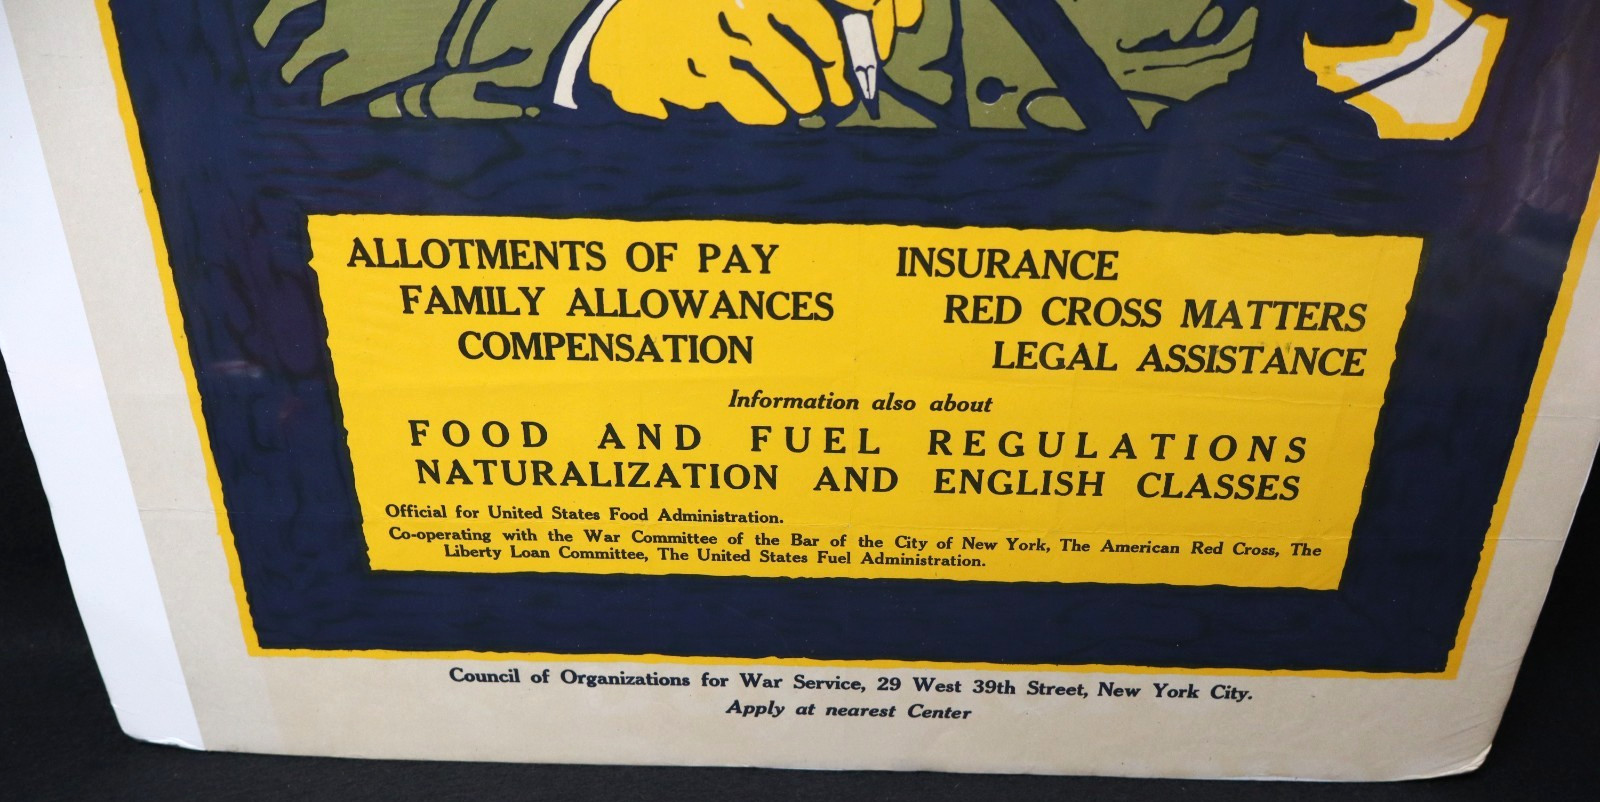 ALLOTMENTS OF PAY
FAMILY ALLOWANCES
COMPENSATION
INSURANCE
RED CROSS MATTERS
LEGAL ASSISTANCE
Information also about
FOOD AND FUEL REGULATIONS
NATURALIZATION AND ENGLISH CLASSES
Official for United States Food Administration.
Co-operating with the War Committee of the Bar of the City of New York, The American Red Cross, The
Liberty Loan Committee, The United States Fuel Administration.
Council of Organizations for War Service, 29 West 39th Street, New York City.
Apply at nearest Center